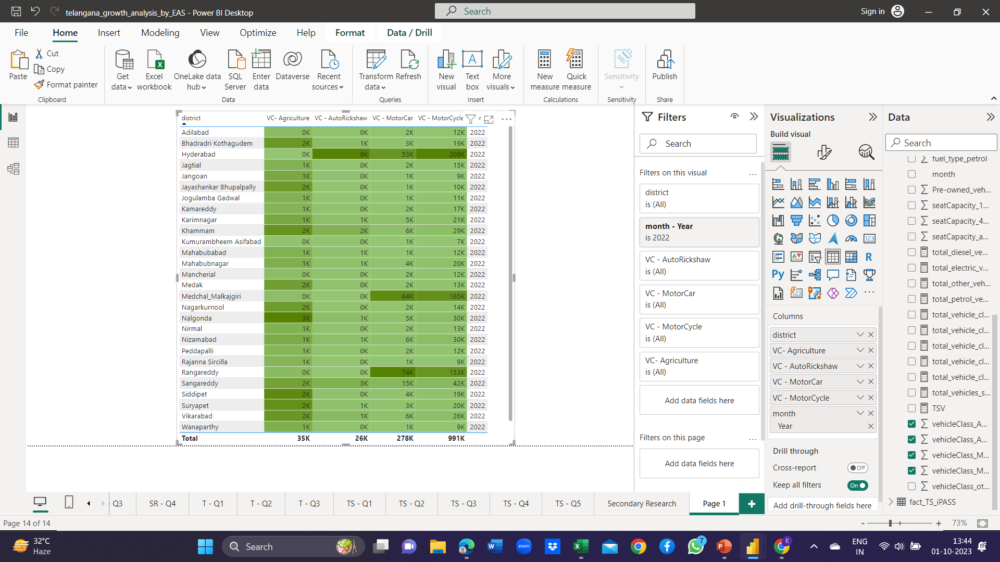 telangana_growth_analysis_by_EAS - Power BI Desktop
Search
Sign in
File Home Insert Modeling View Optimize Help Format Data / Drill
Paste
Cut
Copy
Format painter
Clipboard
Get data
Excel workbook
OneLake data hub
SQL Server
Enter data
Dataverse
Recent sources
Data
Transform data
Refresh
Queries
New visual
Text box
More visuals
Insert
New measure
Quick measure
Calculations
Sensitivity
Sensitivity
Publish
Share
district VC- Agriculture VC - AutoRickshaw VC - MotorCar VC - MotorCycle r
Adilabad 0K 0K 2K 12K 2022
Bhadradri Kothagudem 2K 1K 3K 19K 2022
Hyderabad 0K 9K 53K 208K 2022
Jagtial 1K 0K 2K 15K 2022
Jangoan 1K 0K 1K 9K 2022
Jayashankar Bhupalpally 2K 0K 1K 10K 2022
Jogulamba Gadwal 1K 0K 1K 11K 2022
Kamareddy 1K 0K 2K 17K 2022
Karimnagar 1K 1K 5K 21K 2022
Khammam 2K 2K 6K 29K 2022
Kumurambheem Asifabad 0K 0K 1K 7K 2022
Mahabubabad 1K 1K 1K 12K 2022
Mahabubnagar 1K 1K 4K 20K 2022
Mancherial 0K 0K 2K 12K 2022
Medak 2K 0K 2K 13K 2022
Medchal_Malkajgiri 0K 0K 64K 165K 2022
Nagarkurnool 2K 0K 2K 14K 2022
Nalgonda 3K 1K 5K 30K 2022
Nirmal 1K 0K 2K 13K 2022
Nizamabad 1K 1K 6K 30K 2022
Peddapalli 1K 0K 2K 12K 2022
Rajanna Sircilla 1K 0K 1K 9K 2022
Rangareddy 0K 0K 74K 153K 2022
Sangareddy 2K 3K 15K 42K 2022
Siddipet 2K 0K 4K 19K 2022
Suryapet 2K 1K 3K 20K 2022
Vikarabad 2K 1K 6K 26K 2022
Wanaparthy 1K 0K 1K 9K 2022
Total 35K 26K 278K 991K
Filters
Search
Filters on this visual ...
district
is (All)
month - Year
is 2022
VC - AutoRickshaw
is (All)
VC - MotorCar
is (All)
VC - MotorCycle
is (All)
VC- Agriculture
is (All)
Add data fields here
Filters on this page ...
Add data fields here
Visualizations
Build visual
123
R
Py
123
...
Columns
district
VC- Agriculture
VC - AutoRickshaw
VC - MotorCar
VC - MotorCycle
month
Year
Drill through
Cross-report Off
Keep all filters On
Add drill-through fields here
Data
Search
fuel_type_petrol
month
Pre-owned_veh...
seatCapacity_1...
seatCapacity_4...
seatCapacity_a...
total_diesel_ve...
total_electric_v...
total_other_veh...
total_petrol_ve...
total_vehicle_cl...
total_vehicle_cl...
total_vehicle_cl...
total_vehicle_cl...
total_vehicle_cl...
total_vehicles_s...
TSV
vehicleClass_A...
vehicleClass_A...
vehicleClass_M...
vehicleClass_M...
vehicleClass_ot...
fact_TS_iPASS
- Q3 SR - Q4 T - Q1 T - Q2 T - Q3 TS - Q1 TS - Q2 TS - Q3 TS - Q4 TS - Q5 Secondary Research Page 1 +
Page 14 of 14
- + 73%
32°C
Haze
Search
zoom
7
E
ENG
IN
13:44
01-10-2023